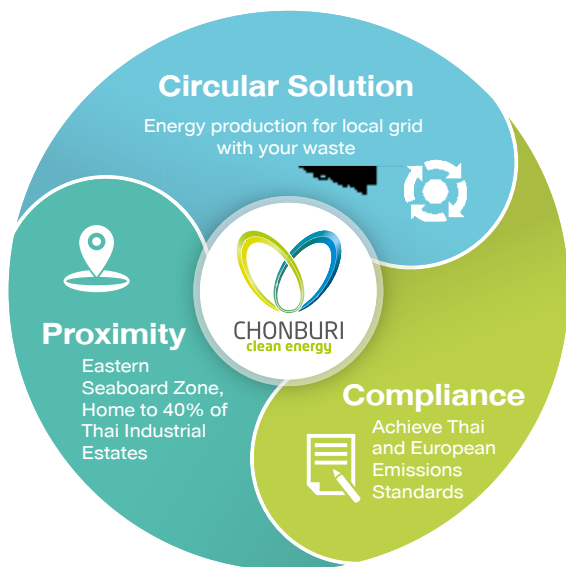 Circular Solution
Energy production for local grid
with your waste
Proximity
Eastern
Seaboard Zone,
Home to 40% of
Thai Industrial
Estates
CHONBURI
clean energy
Compliance
Achieve Thai
and European
Emissions
Standards